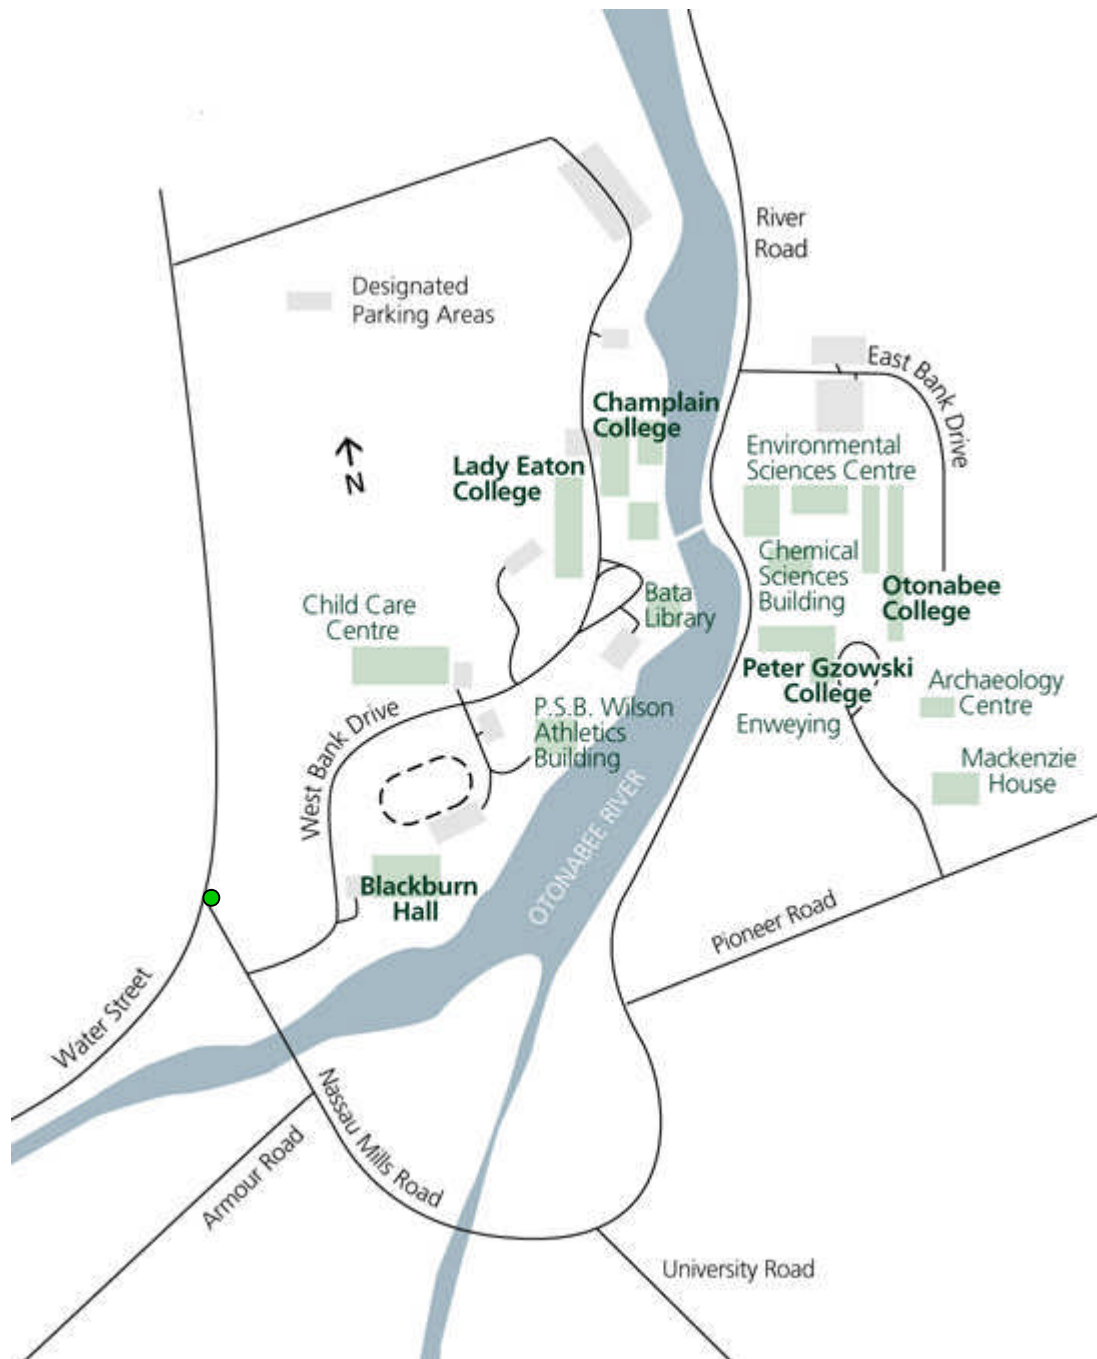 River
Road
Designated
Parking Areas
East Bank Drive
Champlain
College
Environmental
Sciences Centre
Lady Eaton
College
N
Chemical
Sciences
Building
Otonabee
College
Bata
Library
Child Care
Centre
Peter Gzowski
College
Archaeology
Centre
Enweying
P.S.B. Wilson
Athletics
Building
West Bank Drive
Mackenzie
House
OTONABEE RIVER
Blackburn
Hall
Pioneer Road
Water Street
Nassau Mills Road
Armour Road
University Road